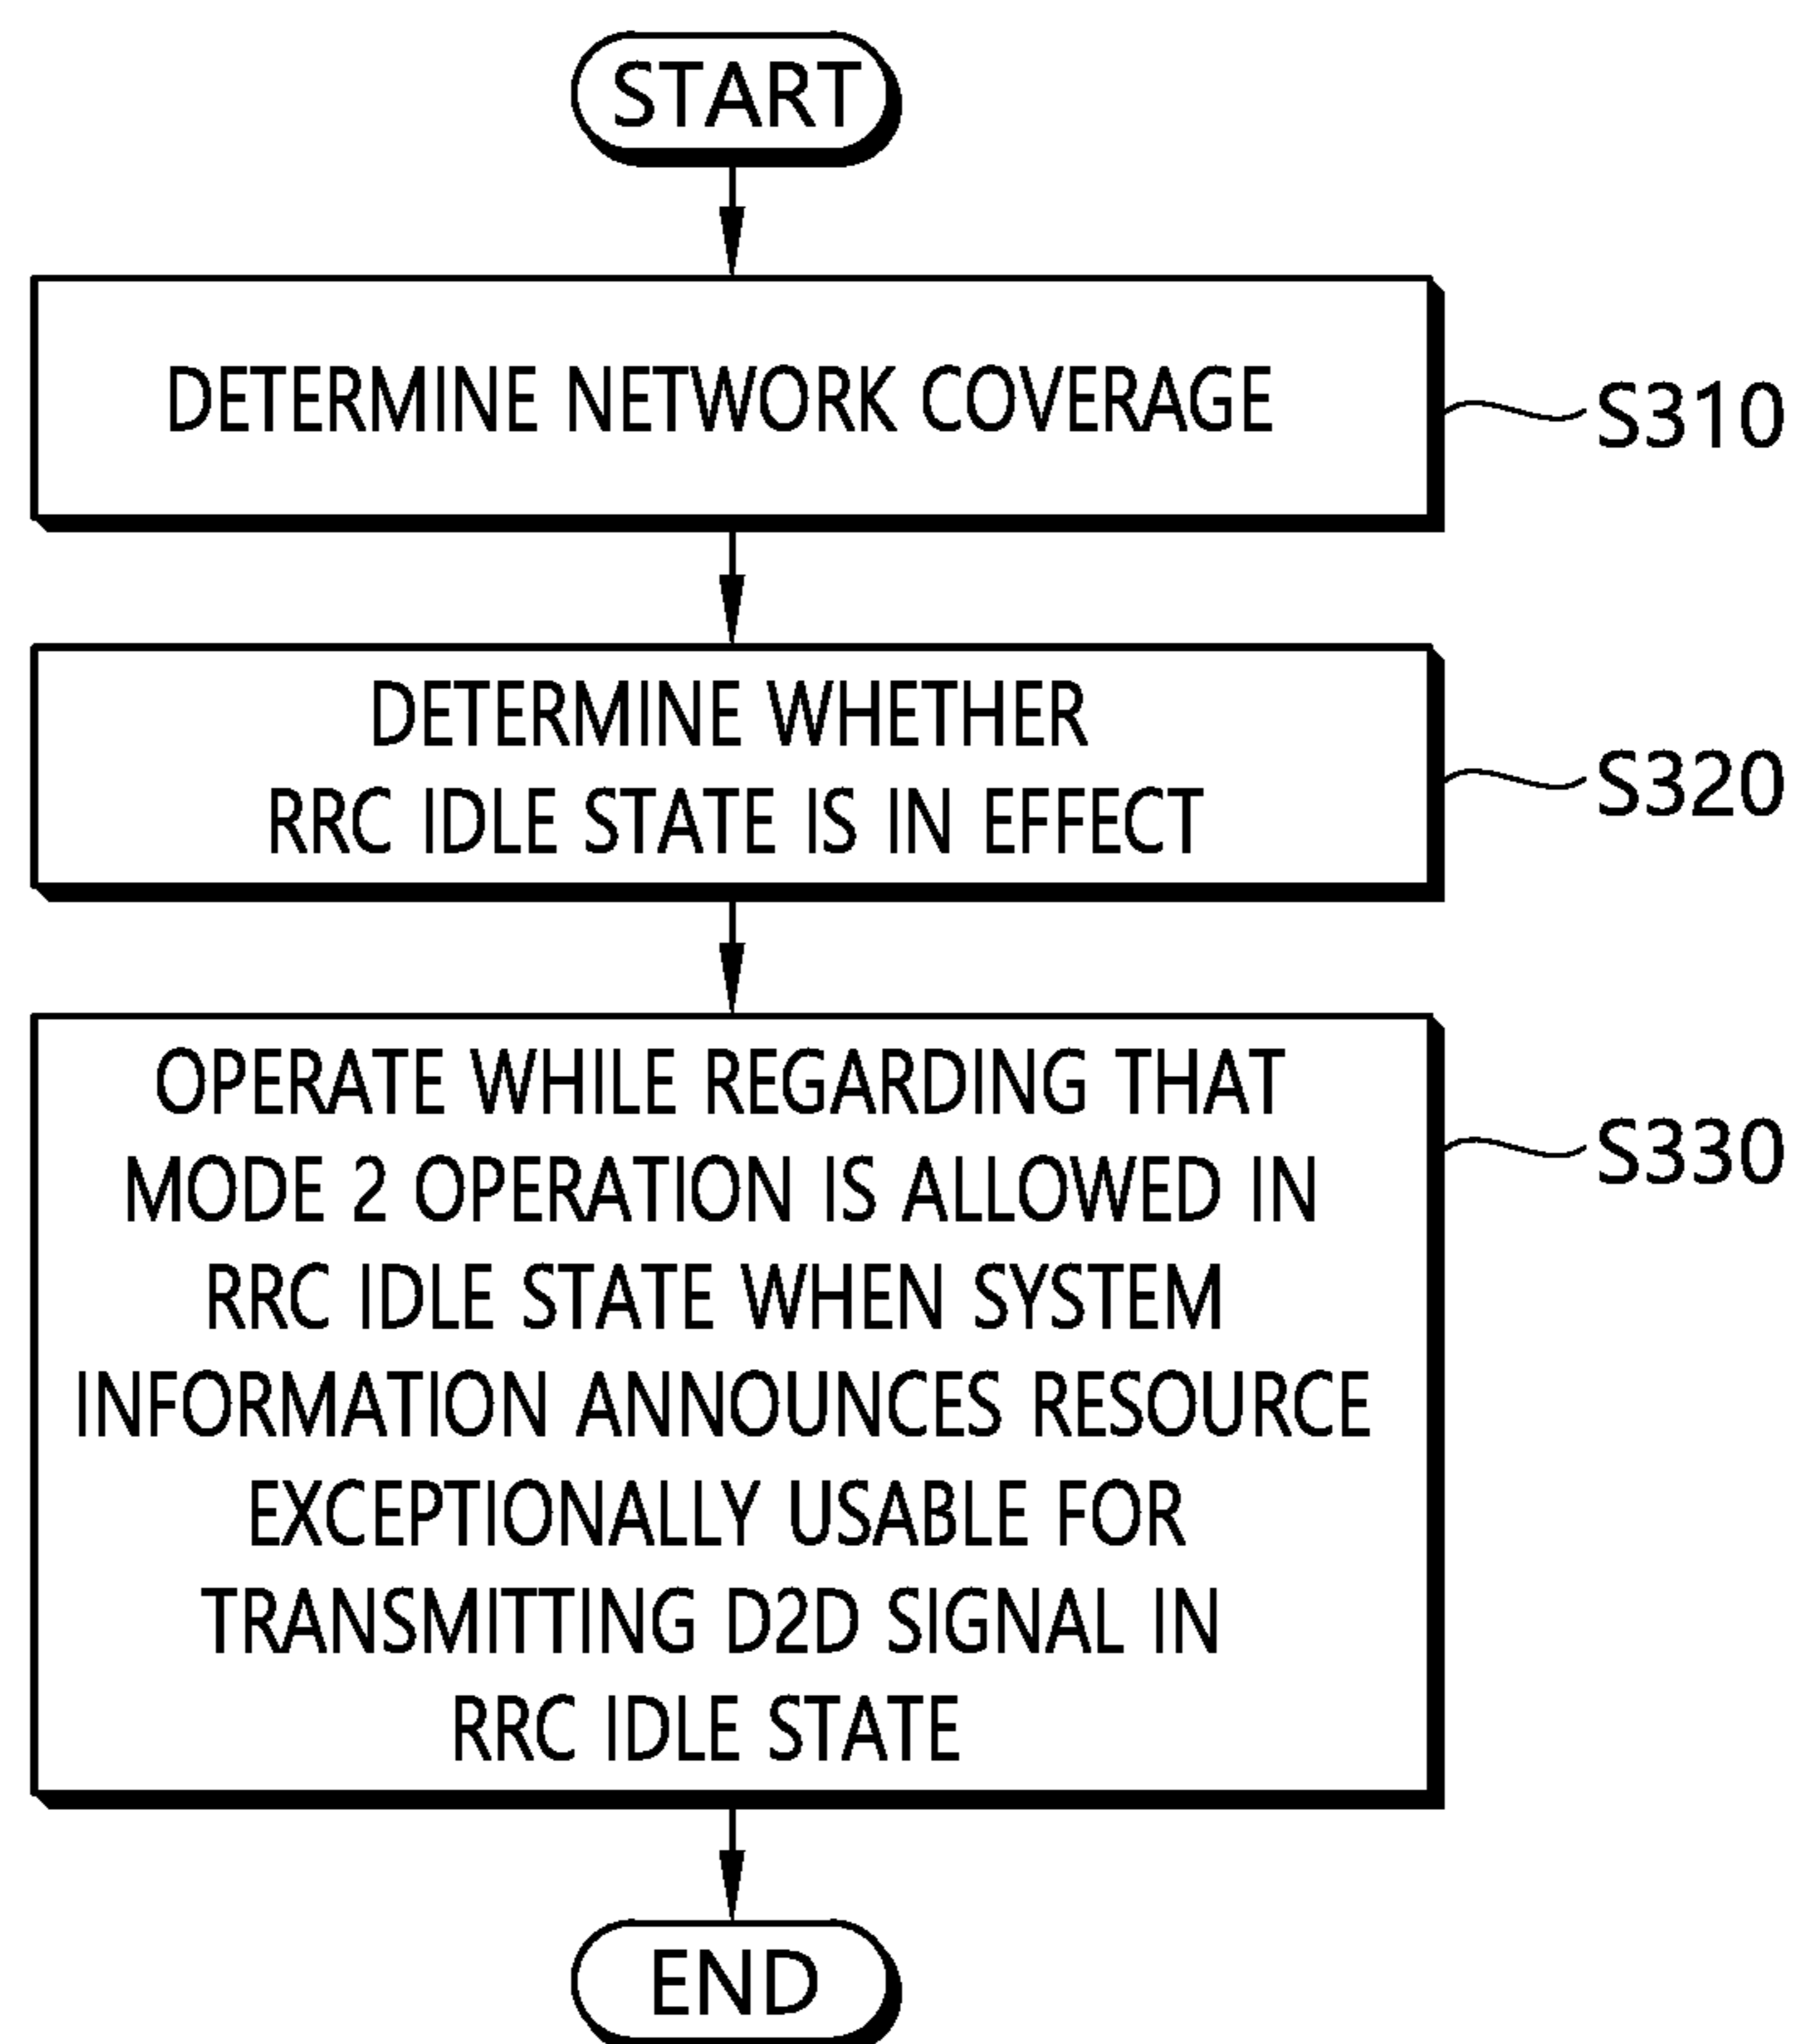 START
DETERMINE NETWORK COVERAGE
S310
DETERMINE WHETHER
RRC IDLE STATE IS IN EFFECT
S320
OPERATE WHILE REGARDING THAT
MODE 2 OPERATION IS ALLOWED IN
RRC IDLE STATE WHEN SYSTEM
INFORMATION ANNOUNCES RESOURCE
EXCEPTIONALLY USABLE FOR
TRANSMITTING D2D SIGNAL IN
RRC IDLE STATE
S330
END